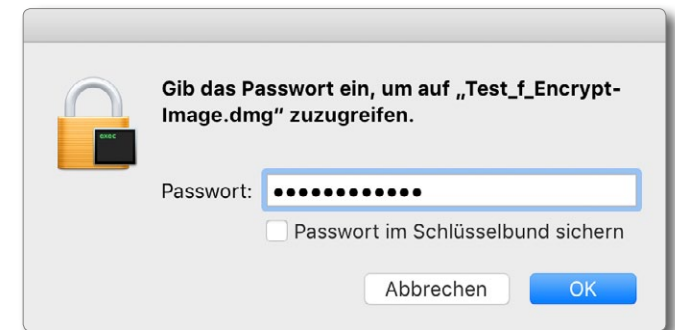 Gib das Passwort ein, um auf „Test_f_Encrypt-
Image.dmg“ zuzugreifen.
Passwort: ●●●●●●●●●●●●
Passwort im Schlüsselbund sichern
Abbrechen OK